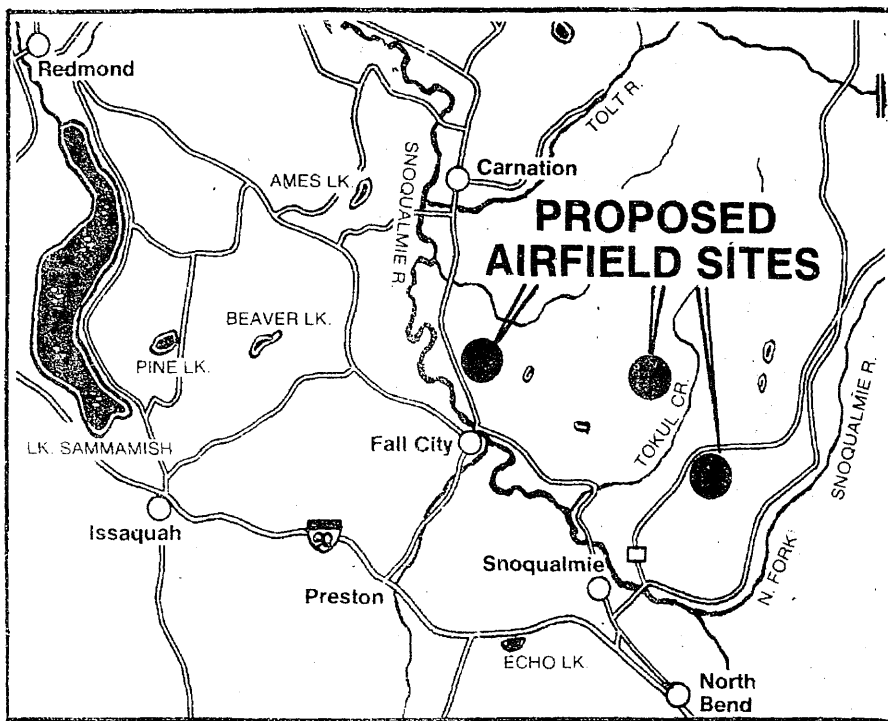 Redmond
TOLT R.
SNOQUALMIE R.
Carnation
AMES LK.
PROPOSED
AIRFIELD SITES
BEAVER LK.
PINE LK.
TOKUL CR.
LK. SAMMAMISH
Fall City
SNOQUALMIE R.
N. FORK
Issaquah
90
Snoqualmie
Preston
ECHO LK.
North
Bend